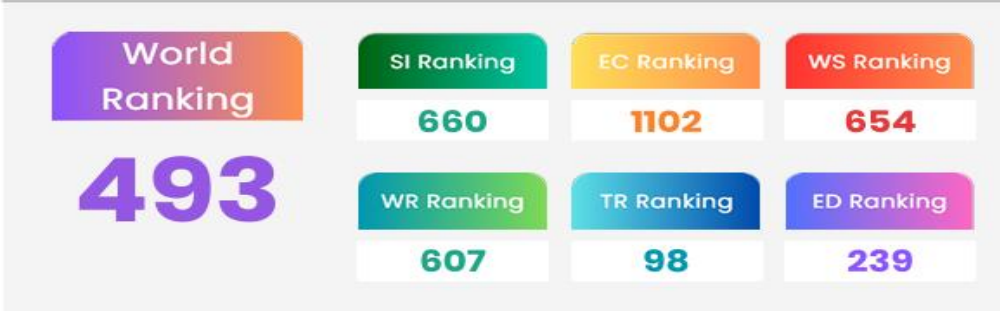 World
Ranking
493
SI Ranking
660
EC Ranking
1102
WS Ranking
654
WR Ranking
607
TR Ranking
98
ED Ranking
239